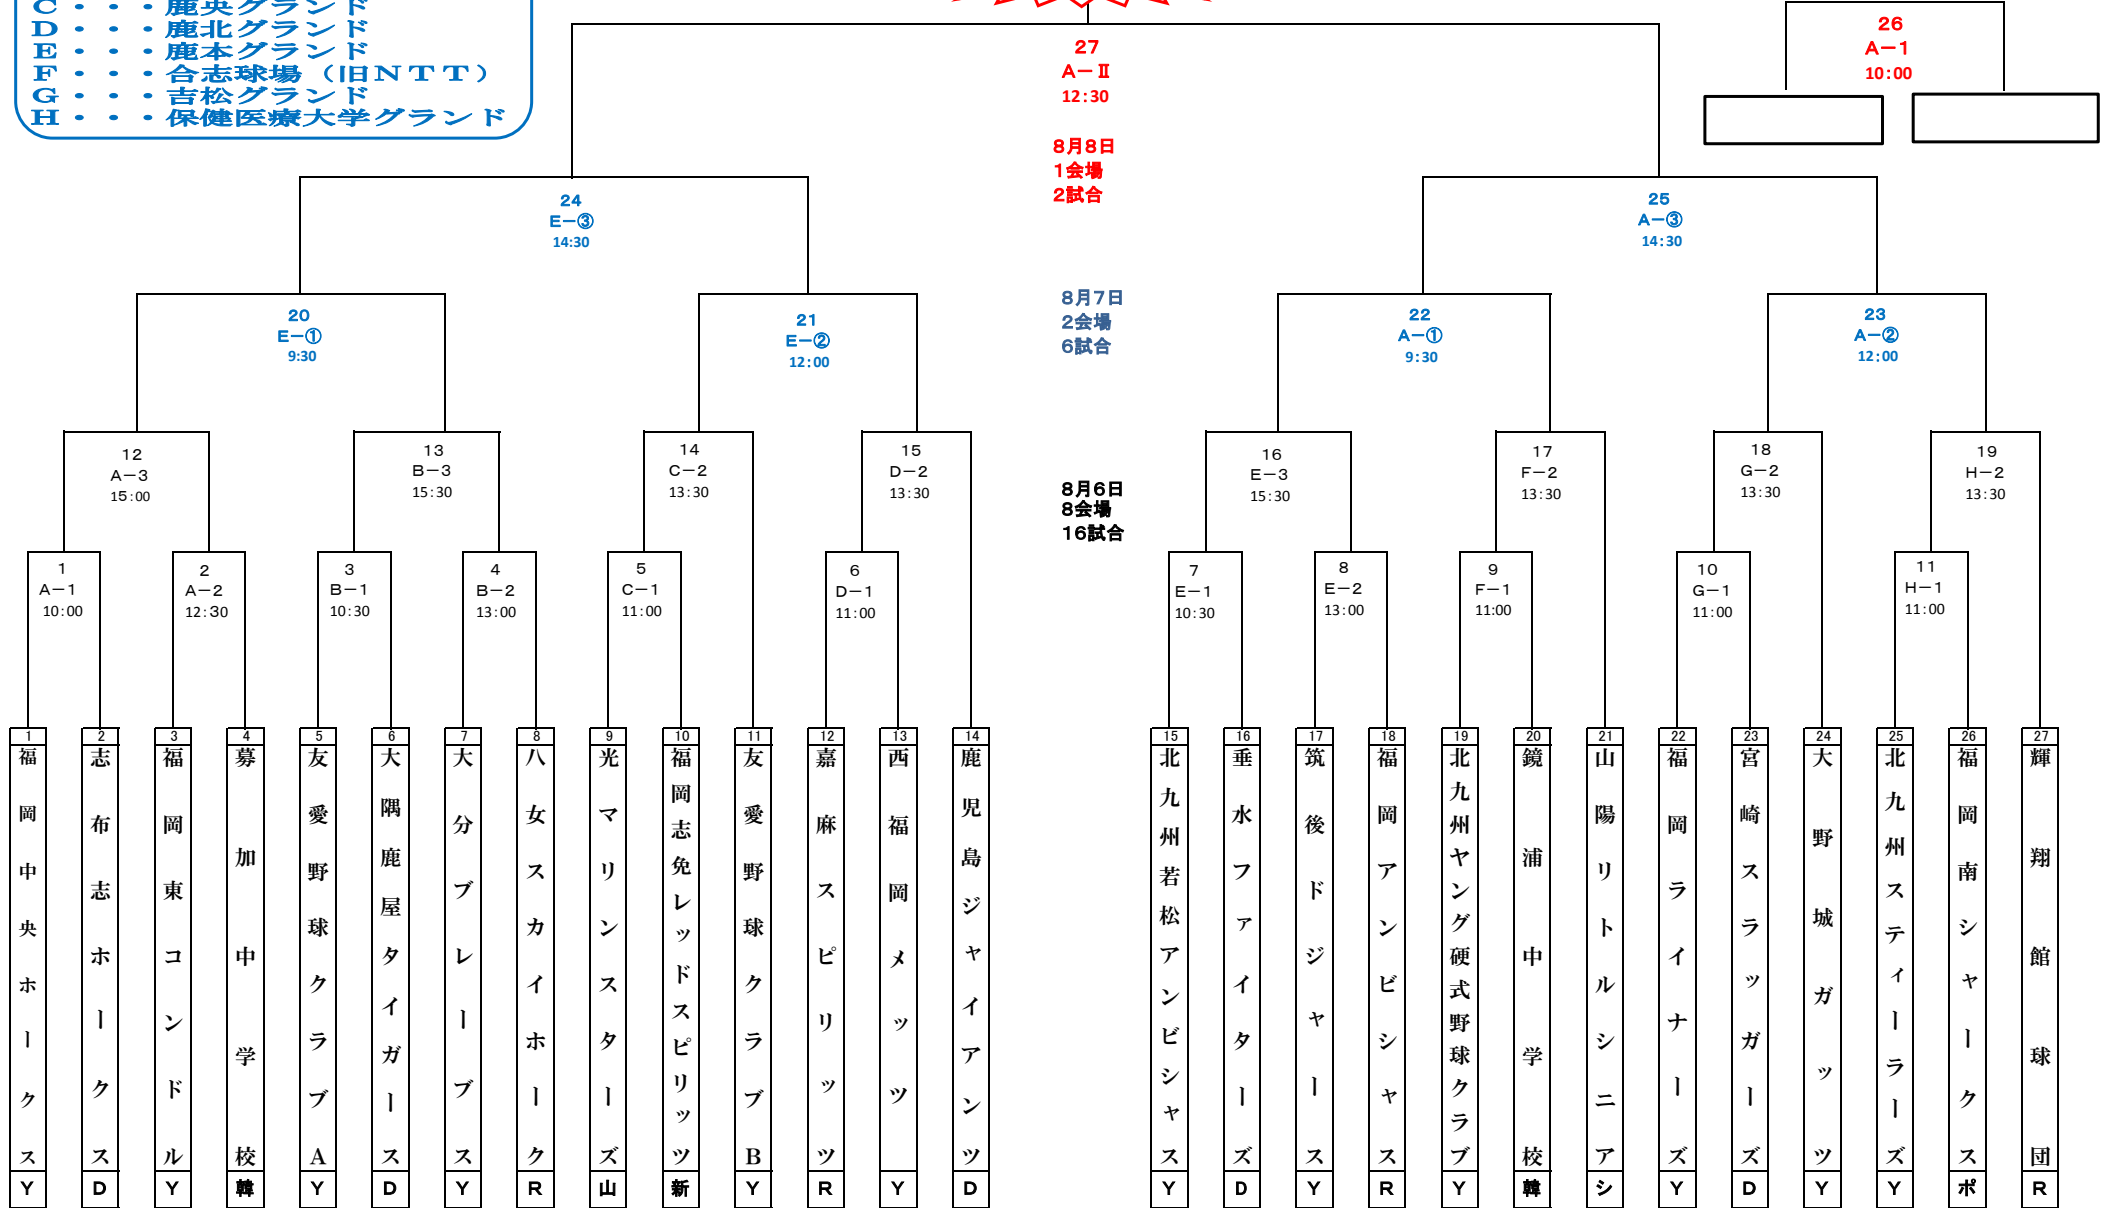 C・・・鹿央グランド
D・・・鹿北グランド
E・・・鹿本グランド
F・・・合志球場（旧NTT）
G・・・吉松グランド
H・・・保健医療大学グランド
27
A－Ⅱ
12:30
26
A－1
10:00
8月8日
1会場
2試合
24
E－③
14:30
25
A－③
14:30
8月7日
2会場
6試合
20
E－①
9:30
21
E－②
12:00
22
A－①
9:30
23
A－②
12:00
8月6日
8会場
16試合
12
A－3
15:00
13
B－3
15:30
14
C－2
13:30
15
D－2
13:30
16
E－3
15:30
17
F－2
13:30
18
G－2
13:30
19
H－2
13:30
1
A－1
10:00
2
A－2
12:30
3
B－1
10:30
4
B－2
13:00
5
C－1
11:00
6
D－1
11:00
7
E－1
10:30
8
E－2
13:00
9
F－1
11:00
10
G－1
11:00
11
H－1
11:00
1
福岡中央ホークス
Y
2
志布志ホークス
D
3
福岡東コンドル
Y
4
募加中学校
韓
5
友愛野球クラブA
Y
6
大隅鹿屋タイガース
D
7
大分ブレーブス
Y
8
八女スカイホーク
R
9
光マリンスターズ
山
10
福岡志免レッドスピリッツ
新
11
友愛野球クラブB
Y
12
嘉麻スピリッツ
R
13
西福岡メッツ
Y
14
鹿児島ジャイアンツ
D
15
北九州若松アンビシャス
Y
16
垂水ファイターズ
D
17
筑後ドジャース
Y
18
福岡アンビシャス
R
19
北九州ヤング硬式野球クラブ
Y
20
鏡浦中学校
韓
21
山陽リトルシニア
シ
22
福岡ライナーズ
Y
23
宮崎スラッガーズ
D
24
大野城ガッツ
Y
25
北九州スティーラーズ
Y
26
福岡南シャークス
ポ
27
輝翔館球団
R